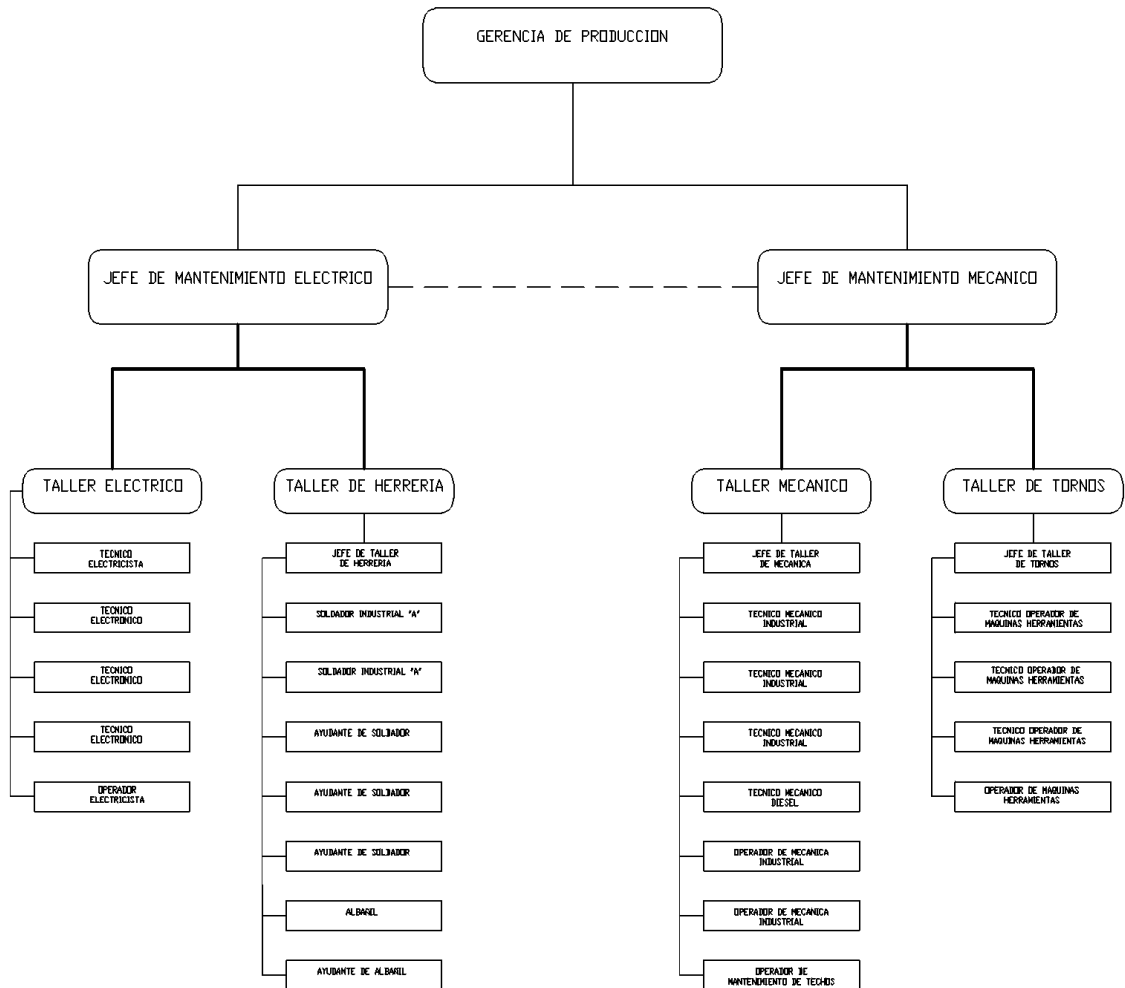 GERENCIA DE PRODUCCION
JEFE DE MANTENIMIENTO ELECTRICO
JEFE DE MANTENIMIENTO MECANICO
TALLER ELECTRICO
TECNICO
ELECTRICISTA
TECNICO
ELECTRONICO
TECNICO
ELECTRONICO
TECNICO
ELECTRONICO
OPERADOR
ELECTRICISTA
TALLER DE HERRERIA
JEFE DE TALLER
DE HERRERIA
SOLDADOR INDUSTRIAL "A"
SOLDADOR INDUSTRIAL "A"
AYUDANTE DE SOLDADOR
AYUDANTE DE SOLDADOR
AYUDANTE DE SOLDADOR
ALBAÑIL
AYUDANTE DE ALBAÑIL
TALLER MECANICO
JEFE DE TALLER
DE MECANICA
TECNICO MECANICO
INDUSTRIAL
TECNICO MECANICO
INDUSTRIAL
TECNICO MECANICO
INDUSTRIAL
TECNICO MECANICO
DIESEL
OPERADOR DE MECANICA
INDUSTRIAL
OPERADOR DE MECANICA
INDUSTRIAL
OPERADOR DE
MANTENIMIENTO DE TECHOS
TALLER DE TORNOS
JEFE DE TALLER
DE TORNOS
TECNICO OPERADOR DE
MAQUINAS HERRAMIENTAS
TECNICO OPERADOR DE
MAQUINAS HERRAMIENTAS
TECNICO OPERADOR DE
MAQUINAS HERRAMIENTAS
OPERADOR DE MAQUINAS
HERRAMIENTAS